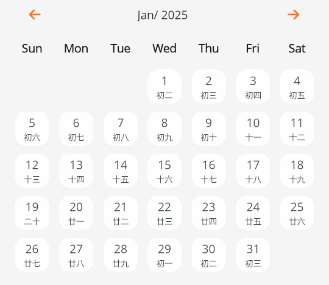 Jan/ 2025
Sun Mon Tue Wed Thu Fri Sat
1 2 3 4
初二 初三 初四 初五
5 6 7 8 9 10 11
初六 初七 初八 初九 初十 十一 十二
12 13 14 15 16 17 18
十三 十四 十五 十六 十七 十八 十九
19 20 21 22 23 24 25
二十 廿一 廿二 廿三 廿四 廿五 廿六
26 27 28 29 30 31
廿七 廿八 廿九 初一 初二 初三